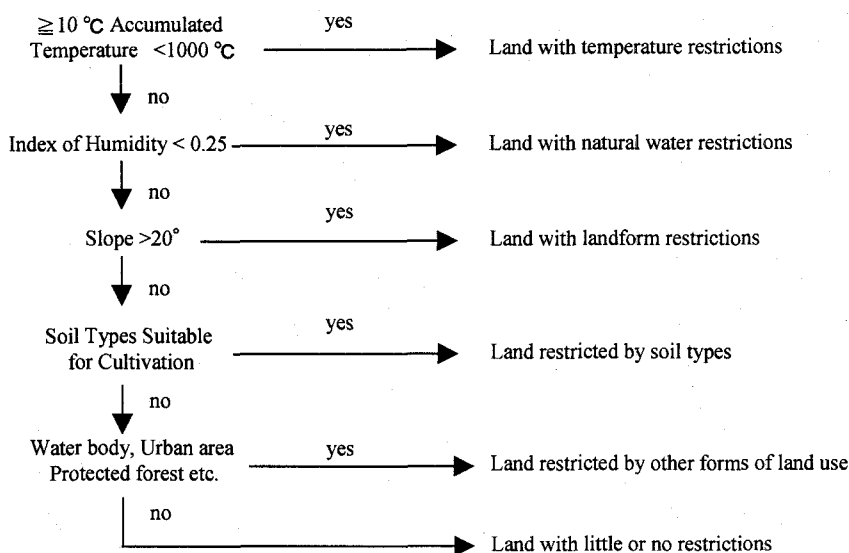 ≧10 ℃ Accumulated
Temperature <1000 ℃
yes
Land with temperature restrictions
no
Index of Humidity < 0.25
yes
Land with natural water restrictions
no
Slope >20°
yes
Land with landform restrictions
no
Soil Types Suitable
for Cultivation
yes
Land restricted by soil types
no
Water body, Urban area
Protected forest etc.
yes
Land restricted by other forms of land use
no
Land with little or no restrictions